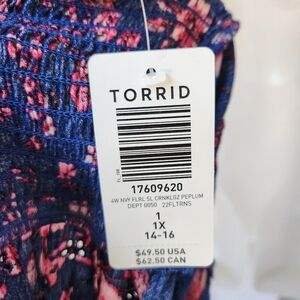 TORRID
17609620
4W NVY FLRL SL CRNKLGZ PEPLUM
DEPT 0050 22FLTRNS
1
1X
14-16
$49.50 USA
$62.50 CAN